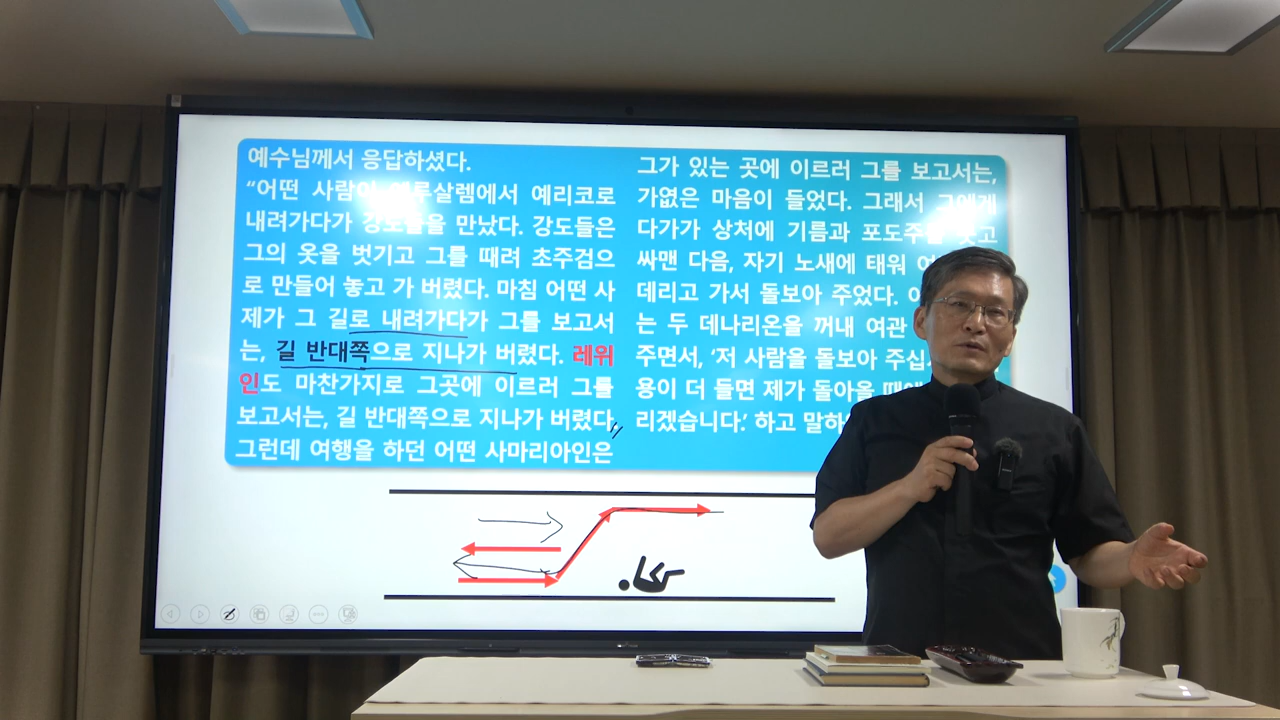 예수님께서 응답하셨다.
“어떤 사람이 루살렘에서 예리코로
내려가다가 강도들을 만났다. 강도들은
그의 옷을 벗기고 그를 때려 초주검으
로 만들어 놓고 가 버렸다. 마침 어떤 사
제가 그 길로 내려가다가 그를 보고서
는, 길 반대쪽으로 지나가 버렸다. 레위
인도 마찬가지로 그곳에 이르러 그를
보고서는, 길 반대쪽으로 지나가 버렸다.
그런데 여행을 하던 어떤 사마리아인은
그가 있는 곳에 이르러 그를 보고서는,
가엾은 마음이 들었다. 그래서 그에게
다가가 상처에 기름과 포도주를 붓고
싸맨 다음, 자기 노새에 태워
데리고 가서 돌보아 주었다.
는 두 데나리온을 꺼내 여관
주면서, ‘저 사람을 돌보아 주십
용이 더 들면 제가 돌아올 때에
리겠습니다.’ 하고 말하